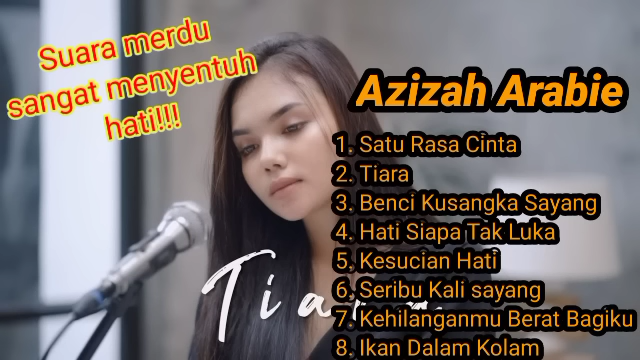 Suara merdu
sangat menyentuh
hati!!!
Azizah Arabie
1. Satu Rasa Cinta
2. Tiara
3. Benci Kusangka Sayang
4. Hati Siapa Tak Luka
5. Kesucian Hati
6. Seribu Kali sayang
7. Kehilanganmu Berat Bagiku
8. Ikan Dalam Kolam
Tiara